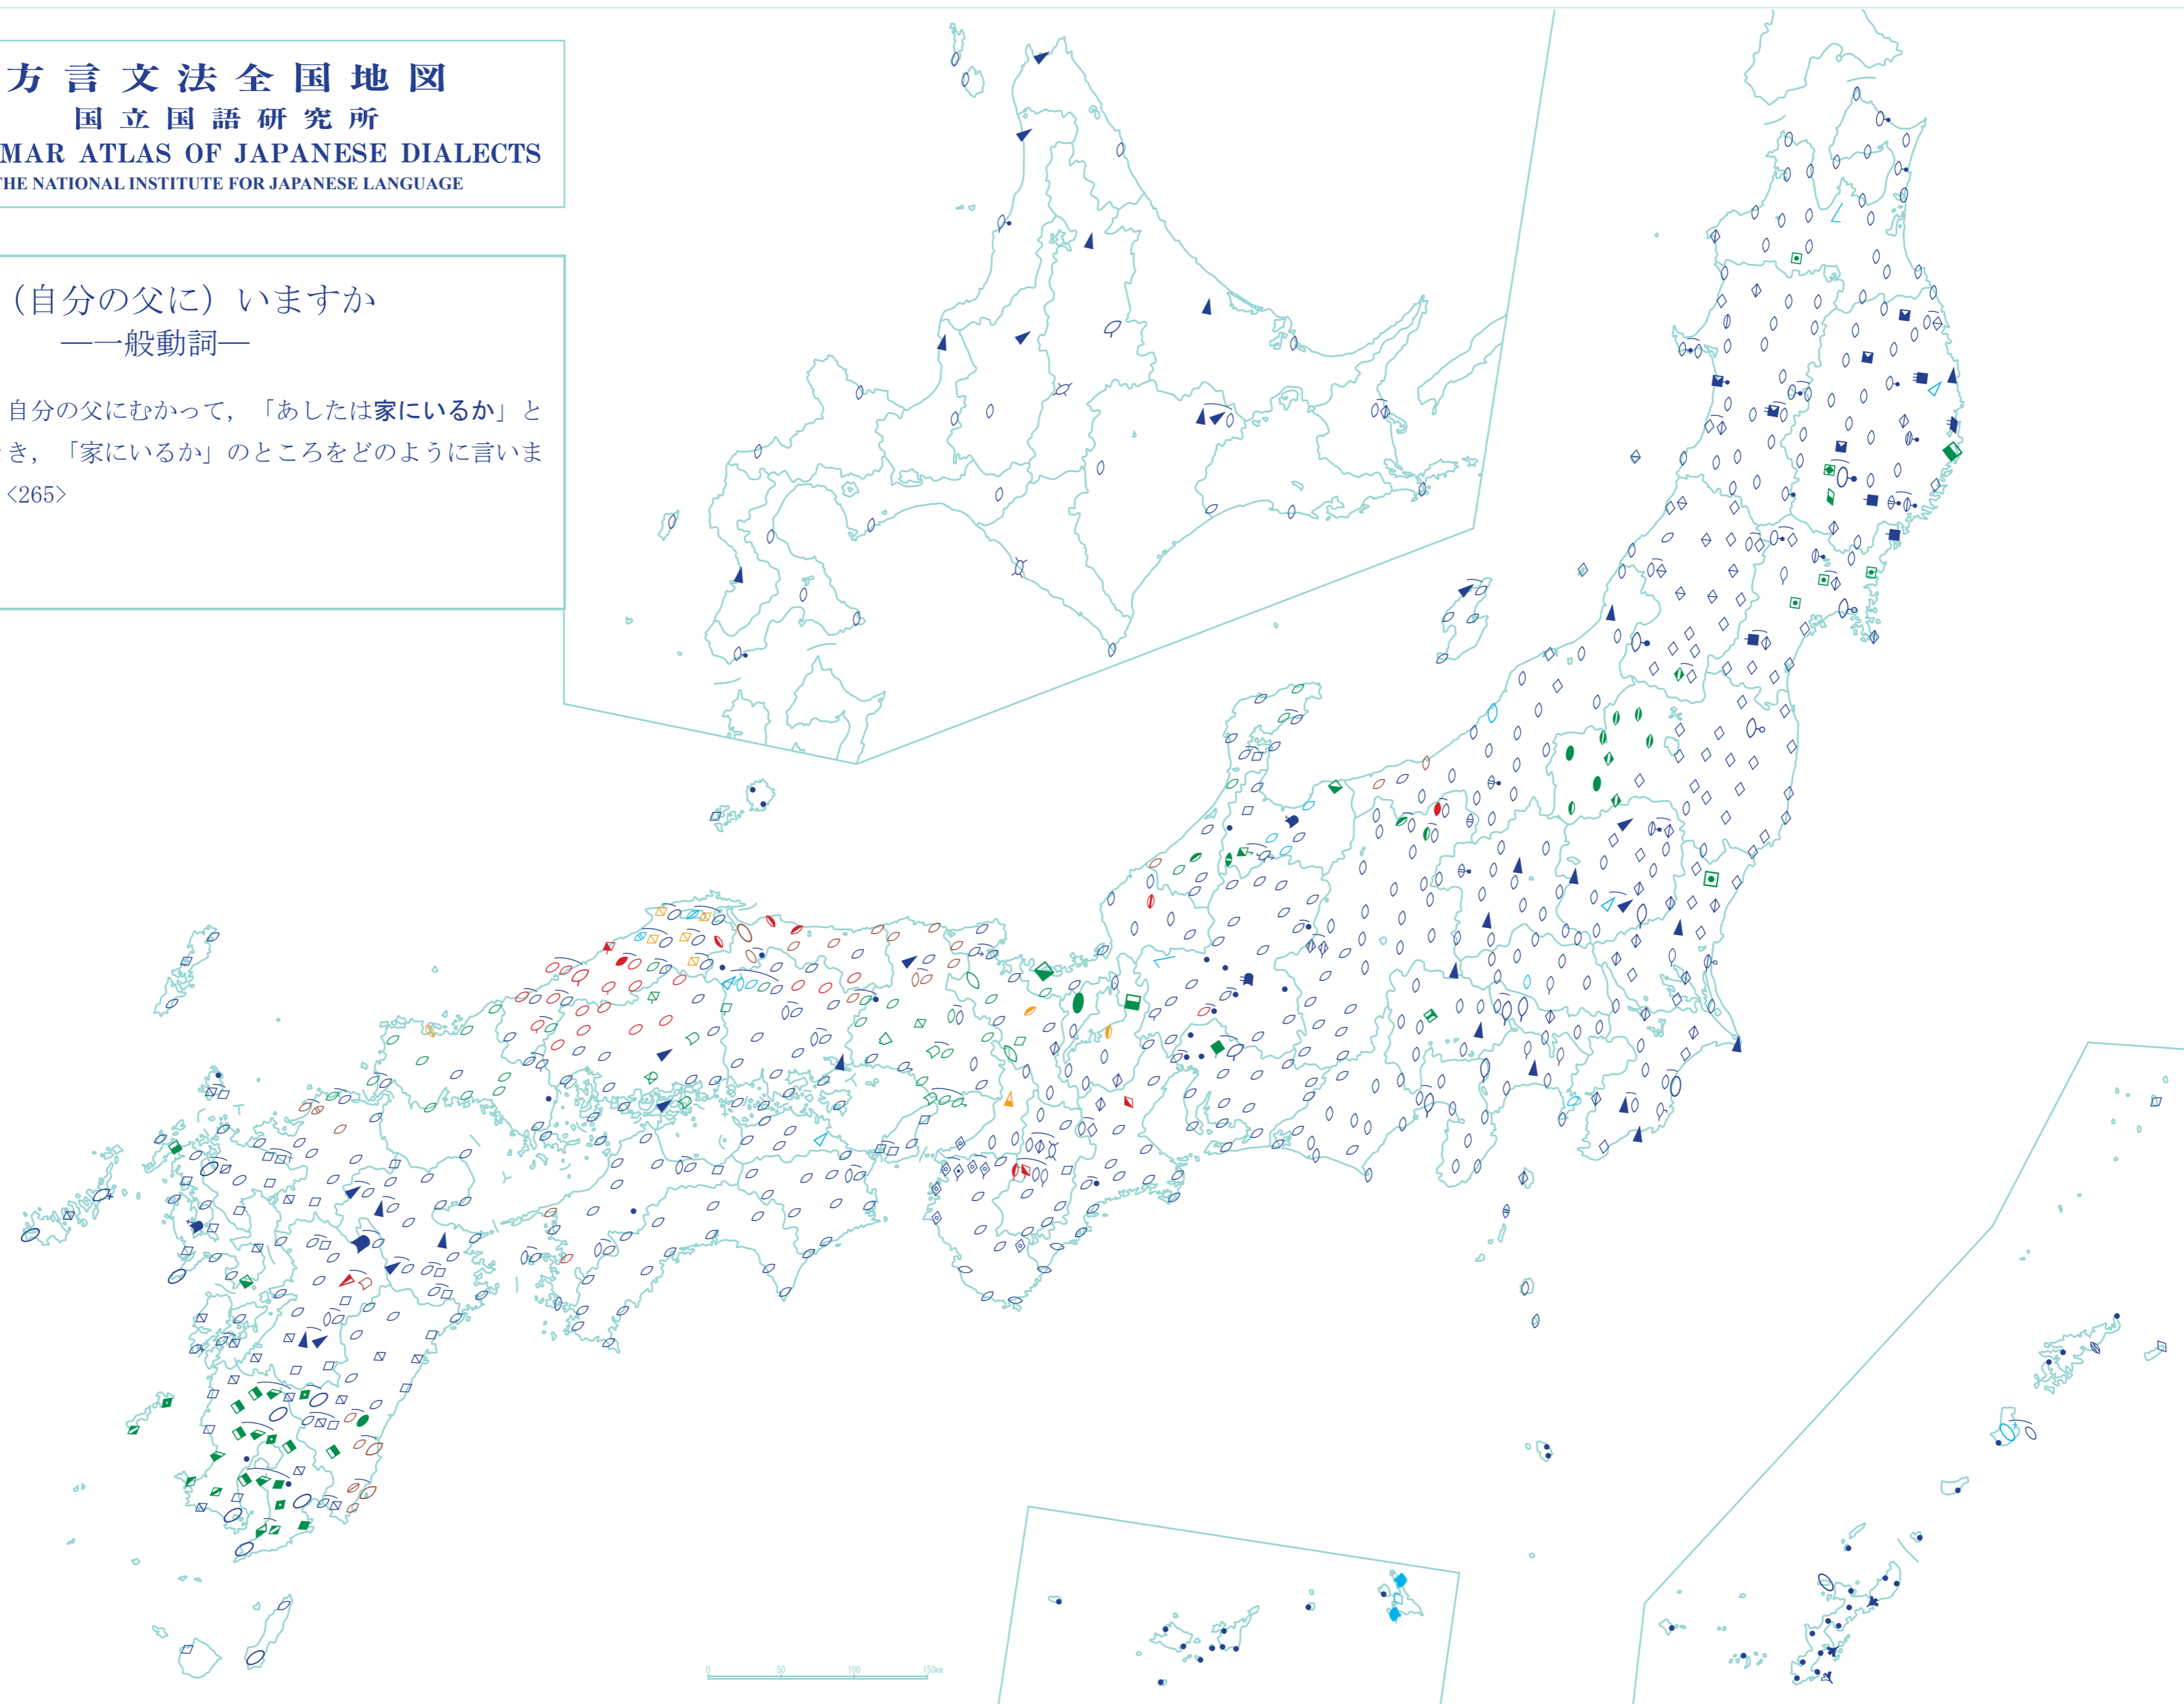 方言文法全国地図
国立国語研究所
MAR ATLAS OF JAPANESE DIALECTS
THE NATIONAL INSTITUTE FOR JAPANESE LANGUAGE
（自分の父に）いますか
―一般動詞―
自分の父にむかって，「あしたは家にいるか」と
き，「家にいるか」のところをどのように言いま
<265>
0 50 100 150km